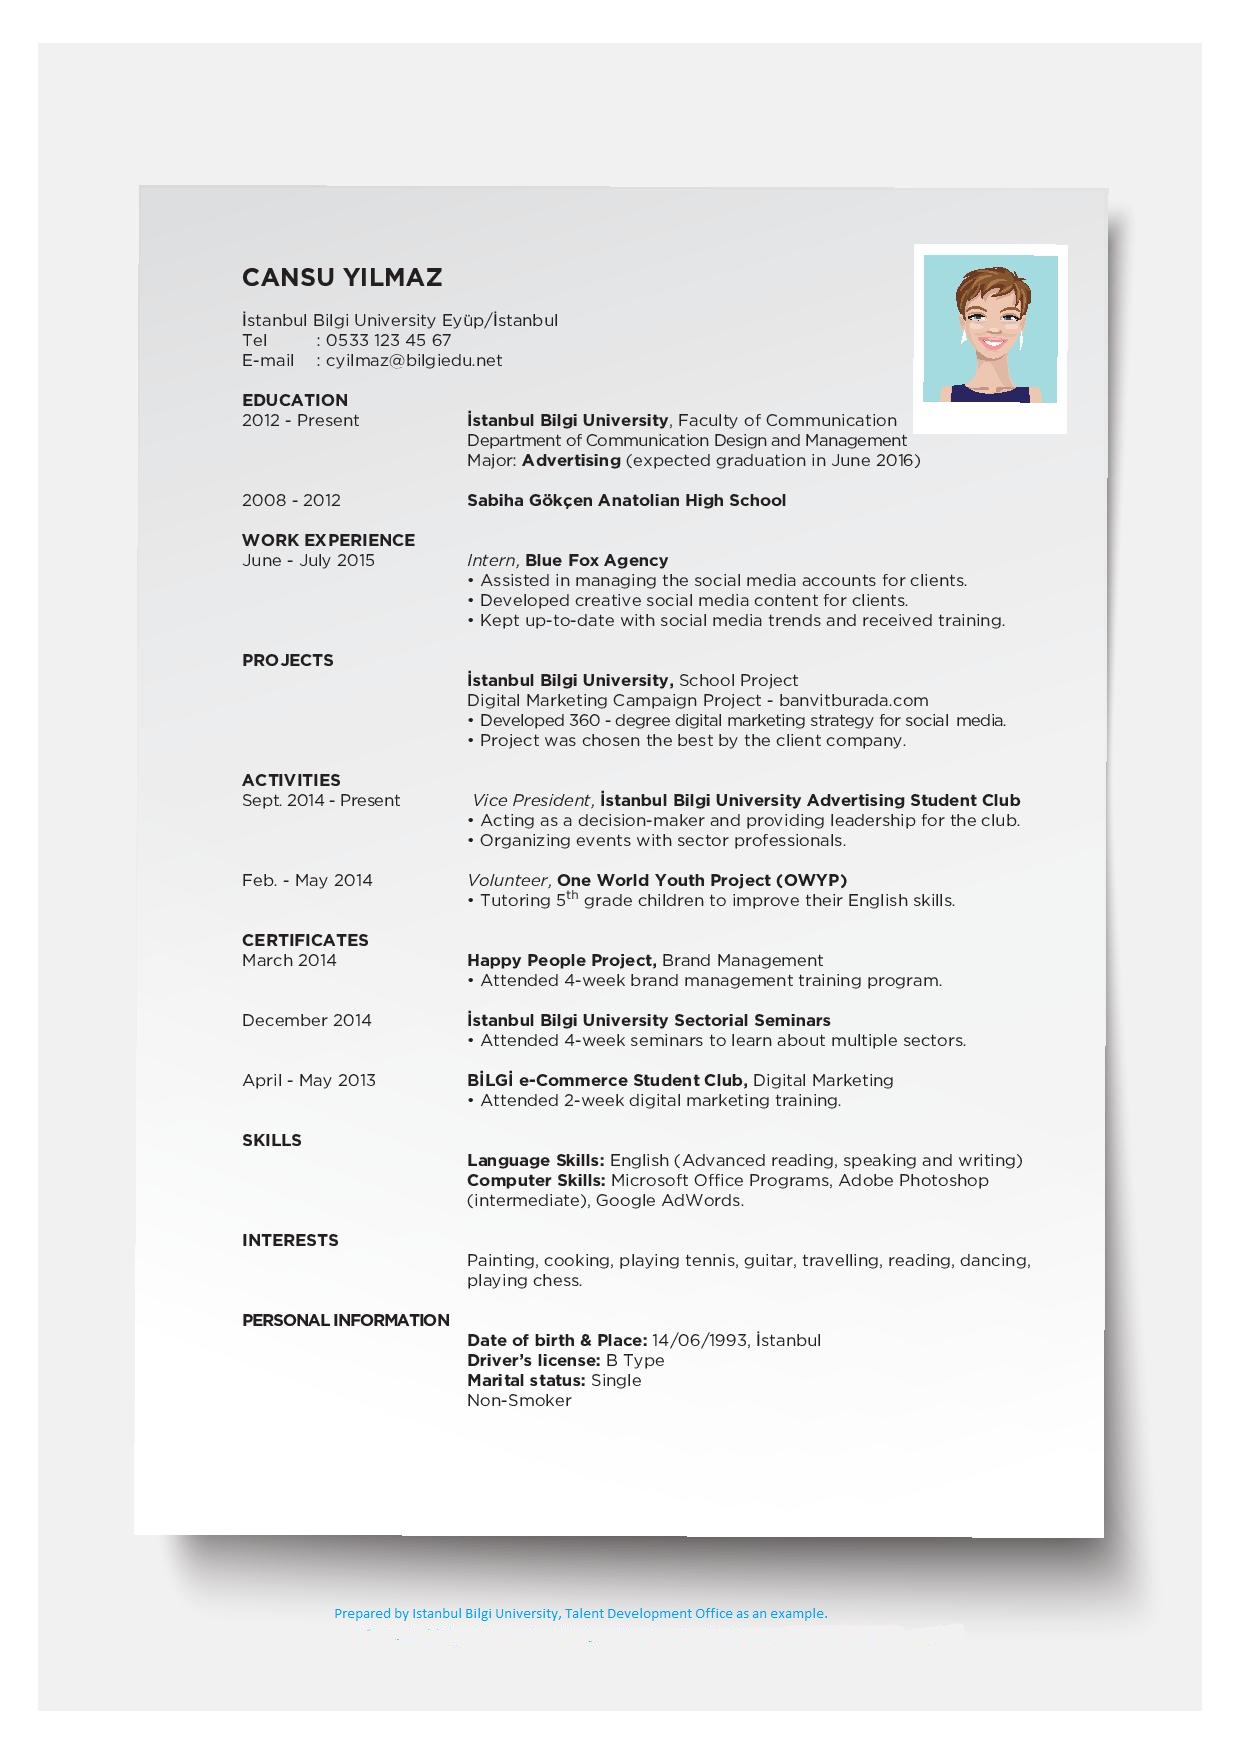 CANSU YILMAZ
İstanbul Bilgi University Eyüp/İstanbul
Tel : 0533 123 45 67
E-mail : cyilmaz@bilgiedu.net
EDUCATION
2012 - Present İstanbul Bilgi University, Faculty of Communication
Department of Communication Design and Management
Major: Advertising (expected graduation in June 2016)
2008 - 2012 Sabiha Gökçen Anatolian High School
WORK EXPERIENCE
June - July 2015 Intern, Blue Fox Agency
• Assisted in managing the social media accounts for clients.
• Developed creative social media content for clients.
• Kept up-to-date with social media trends and received training.
PROJECTS
İstanbul Bilgi University, School Project
Digital Marketing Campaign Project - banvitburada.com
• Developed 360 - degree digital marketing strategy for social media.
• Project was chosen the best by the client company.
ACTIVITIES
Sept. 2014 - Present Vice President, İstanbul Bilgi University Advertising Student Club
• Acting as a decision-maker and providing leadership for the club.
• Organizing events with sector professionals.
Feb. - May 2014 Volunteer, One World Youth Project (OWYP)
• Tutoring 5th grade children to improve their English skills.
CERTIFICATES
March 2014 Happy People Project, Brand Management
• Attended 4-week brand management training program.
December 2014 İstanbul Bilgi University Sectorial Seminars
• Attended 4-week seminars to learn about multiple sectors.
April - May 2013 BİLGİ e-Commerce Student Club, Digital Marketing
• Attended 2-week digital marketing training.
SKILLS
Language Skills: English (Advanced reading, speaking and writing)
Computer Skills: Microsoft Office Programs, Adobe Photoshop
(intermediate), Google AdWords.
INTERESTS
Painting, cooking, playing tennis, guitar, travelling, reading, dancing,
playing chess.
PERSONAL INFORMATION
Date of birth & Place: 14/06/1993, İstanbul
Driver's license: B Type
Marital status: Single
Non-Smoker
Prepared by Istanbul Bilgi University, Talent Development Office as an example.